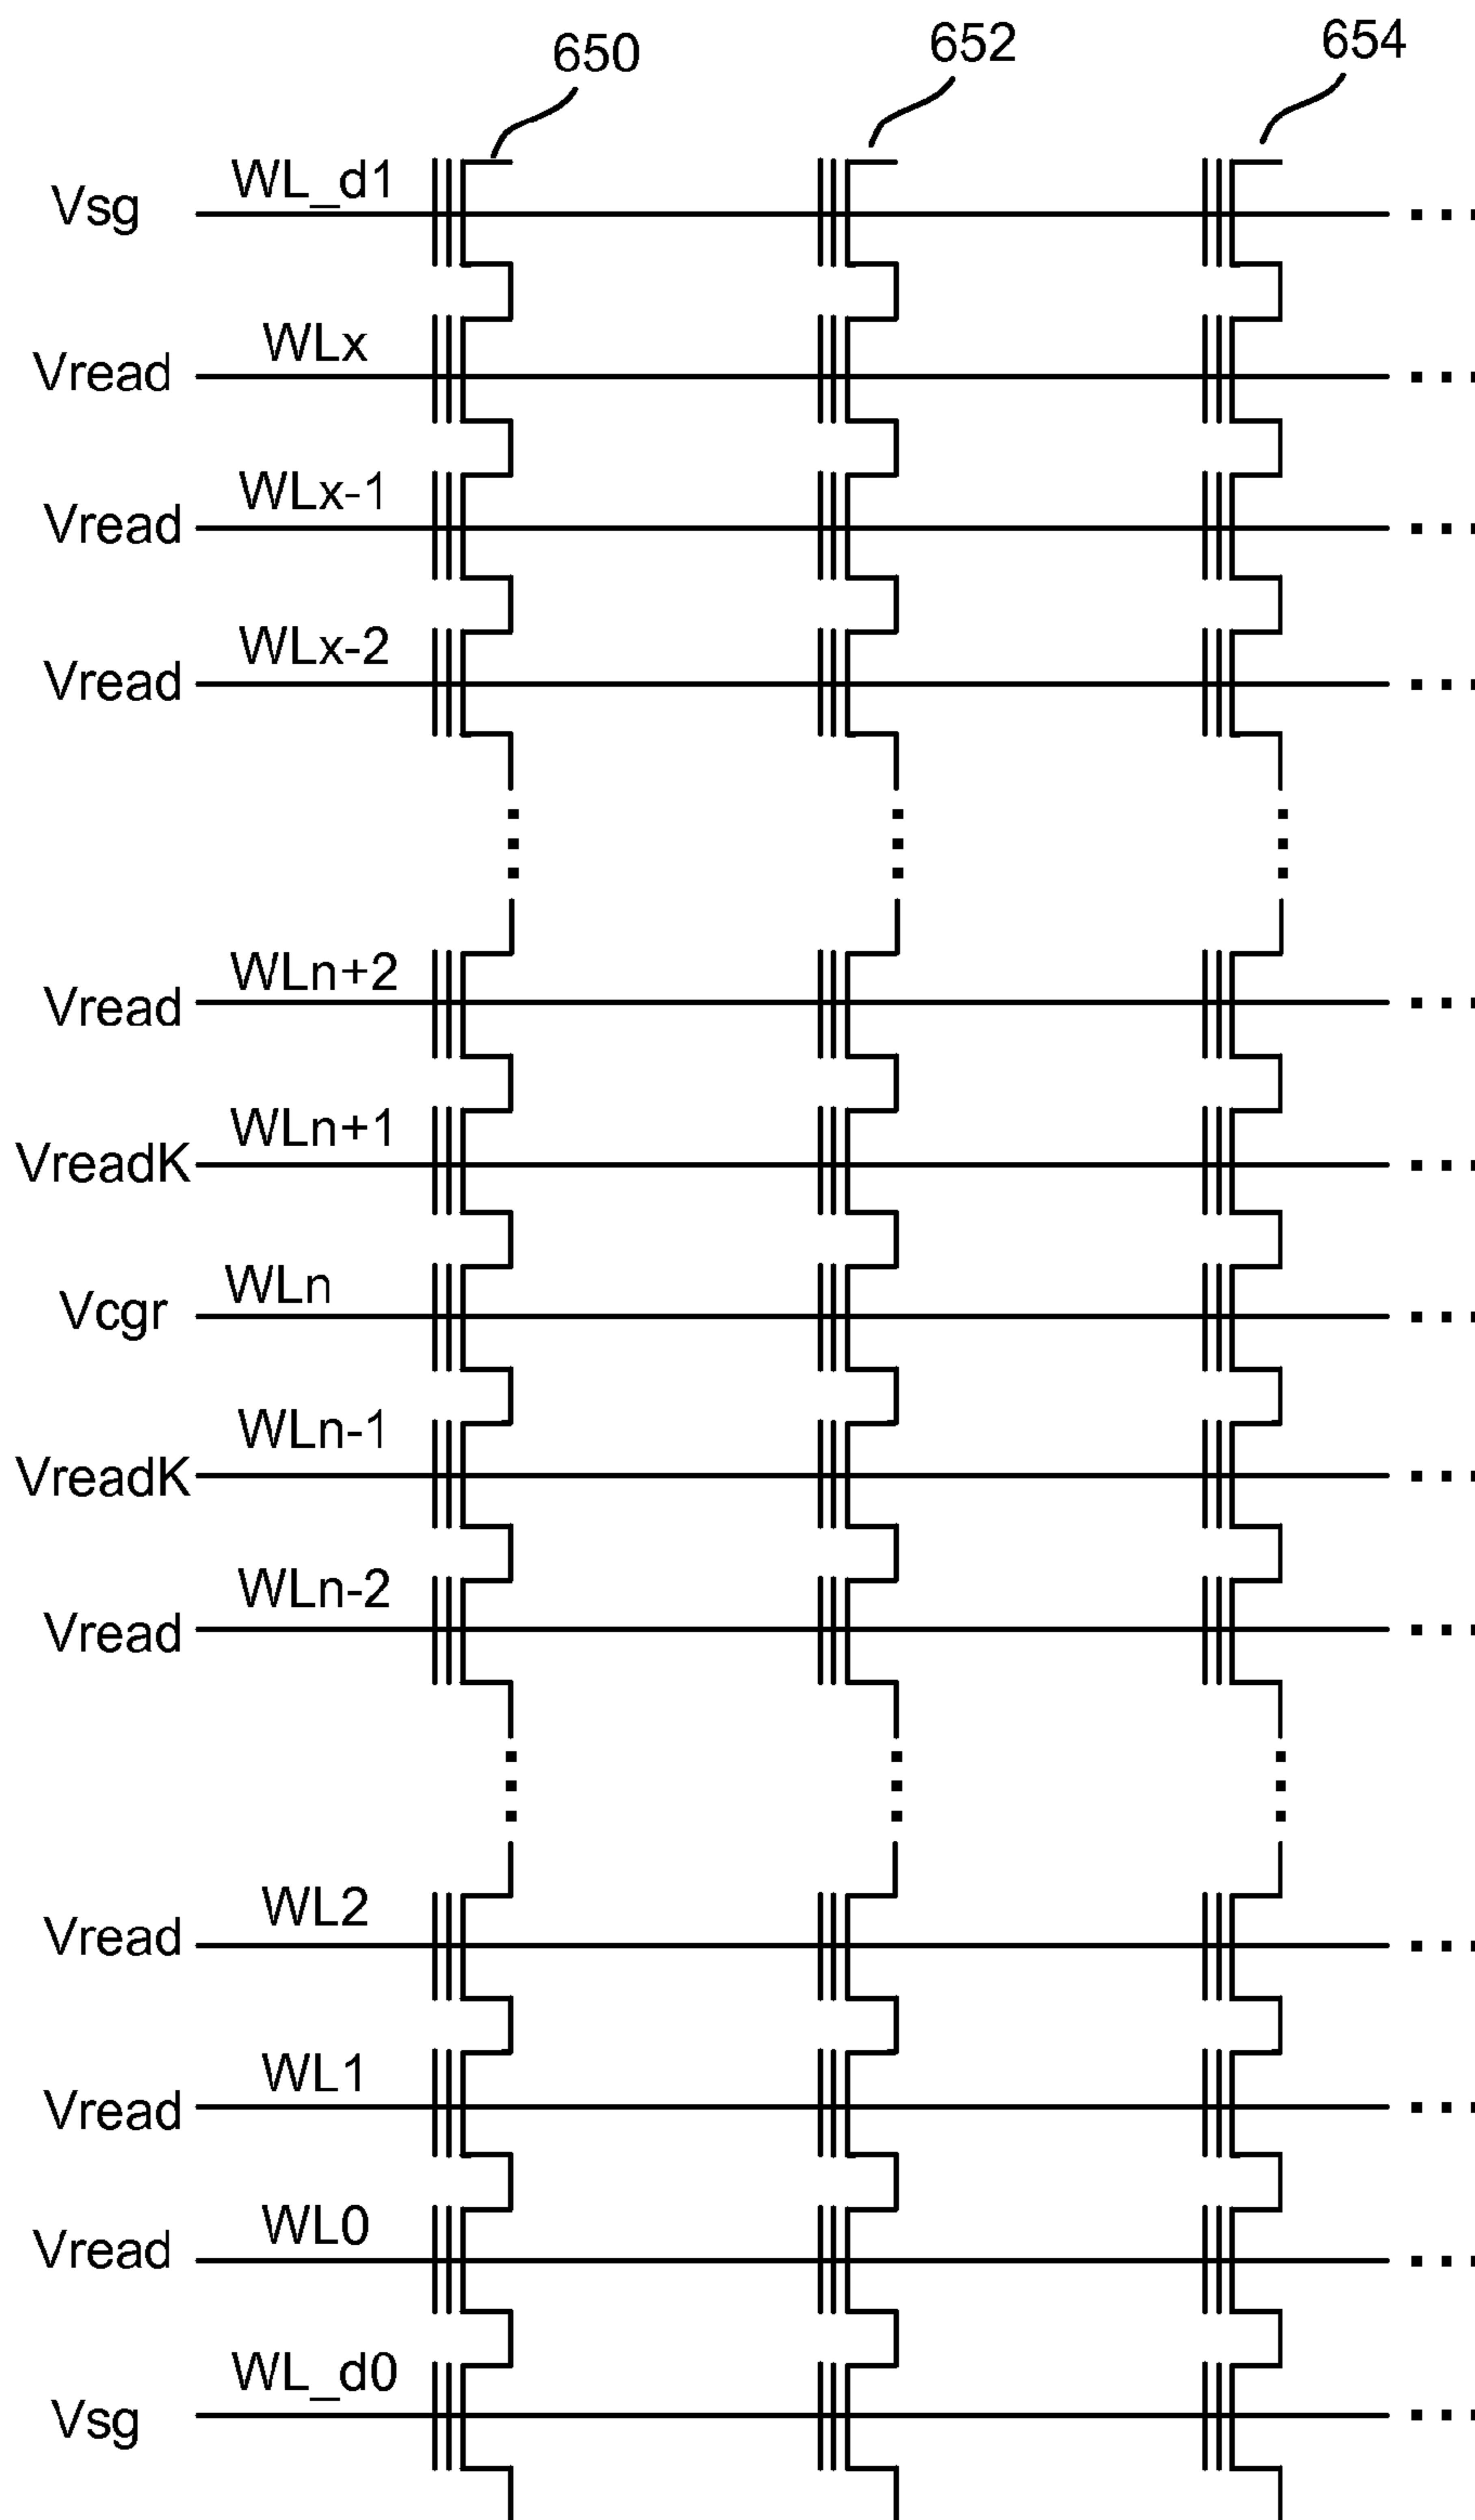 650 652 654
Vsg WL_d1
Vread WLx
Vread WLx-1
Vread WLx-2
Vread WLn+2
VreadK WLn+1
Vcgr WLn
VreadK WLn-1
Vread WLn-2
Vread WL2
Vread WL1
Vread WL0
Vsg WL_d0